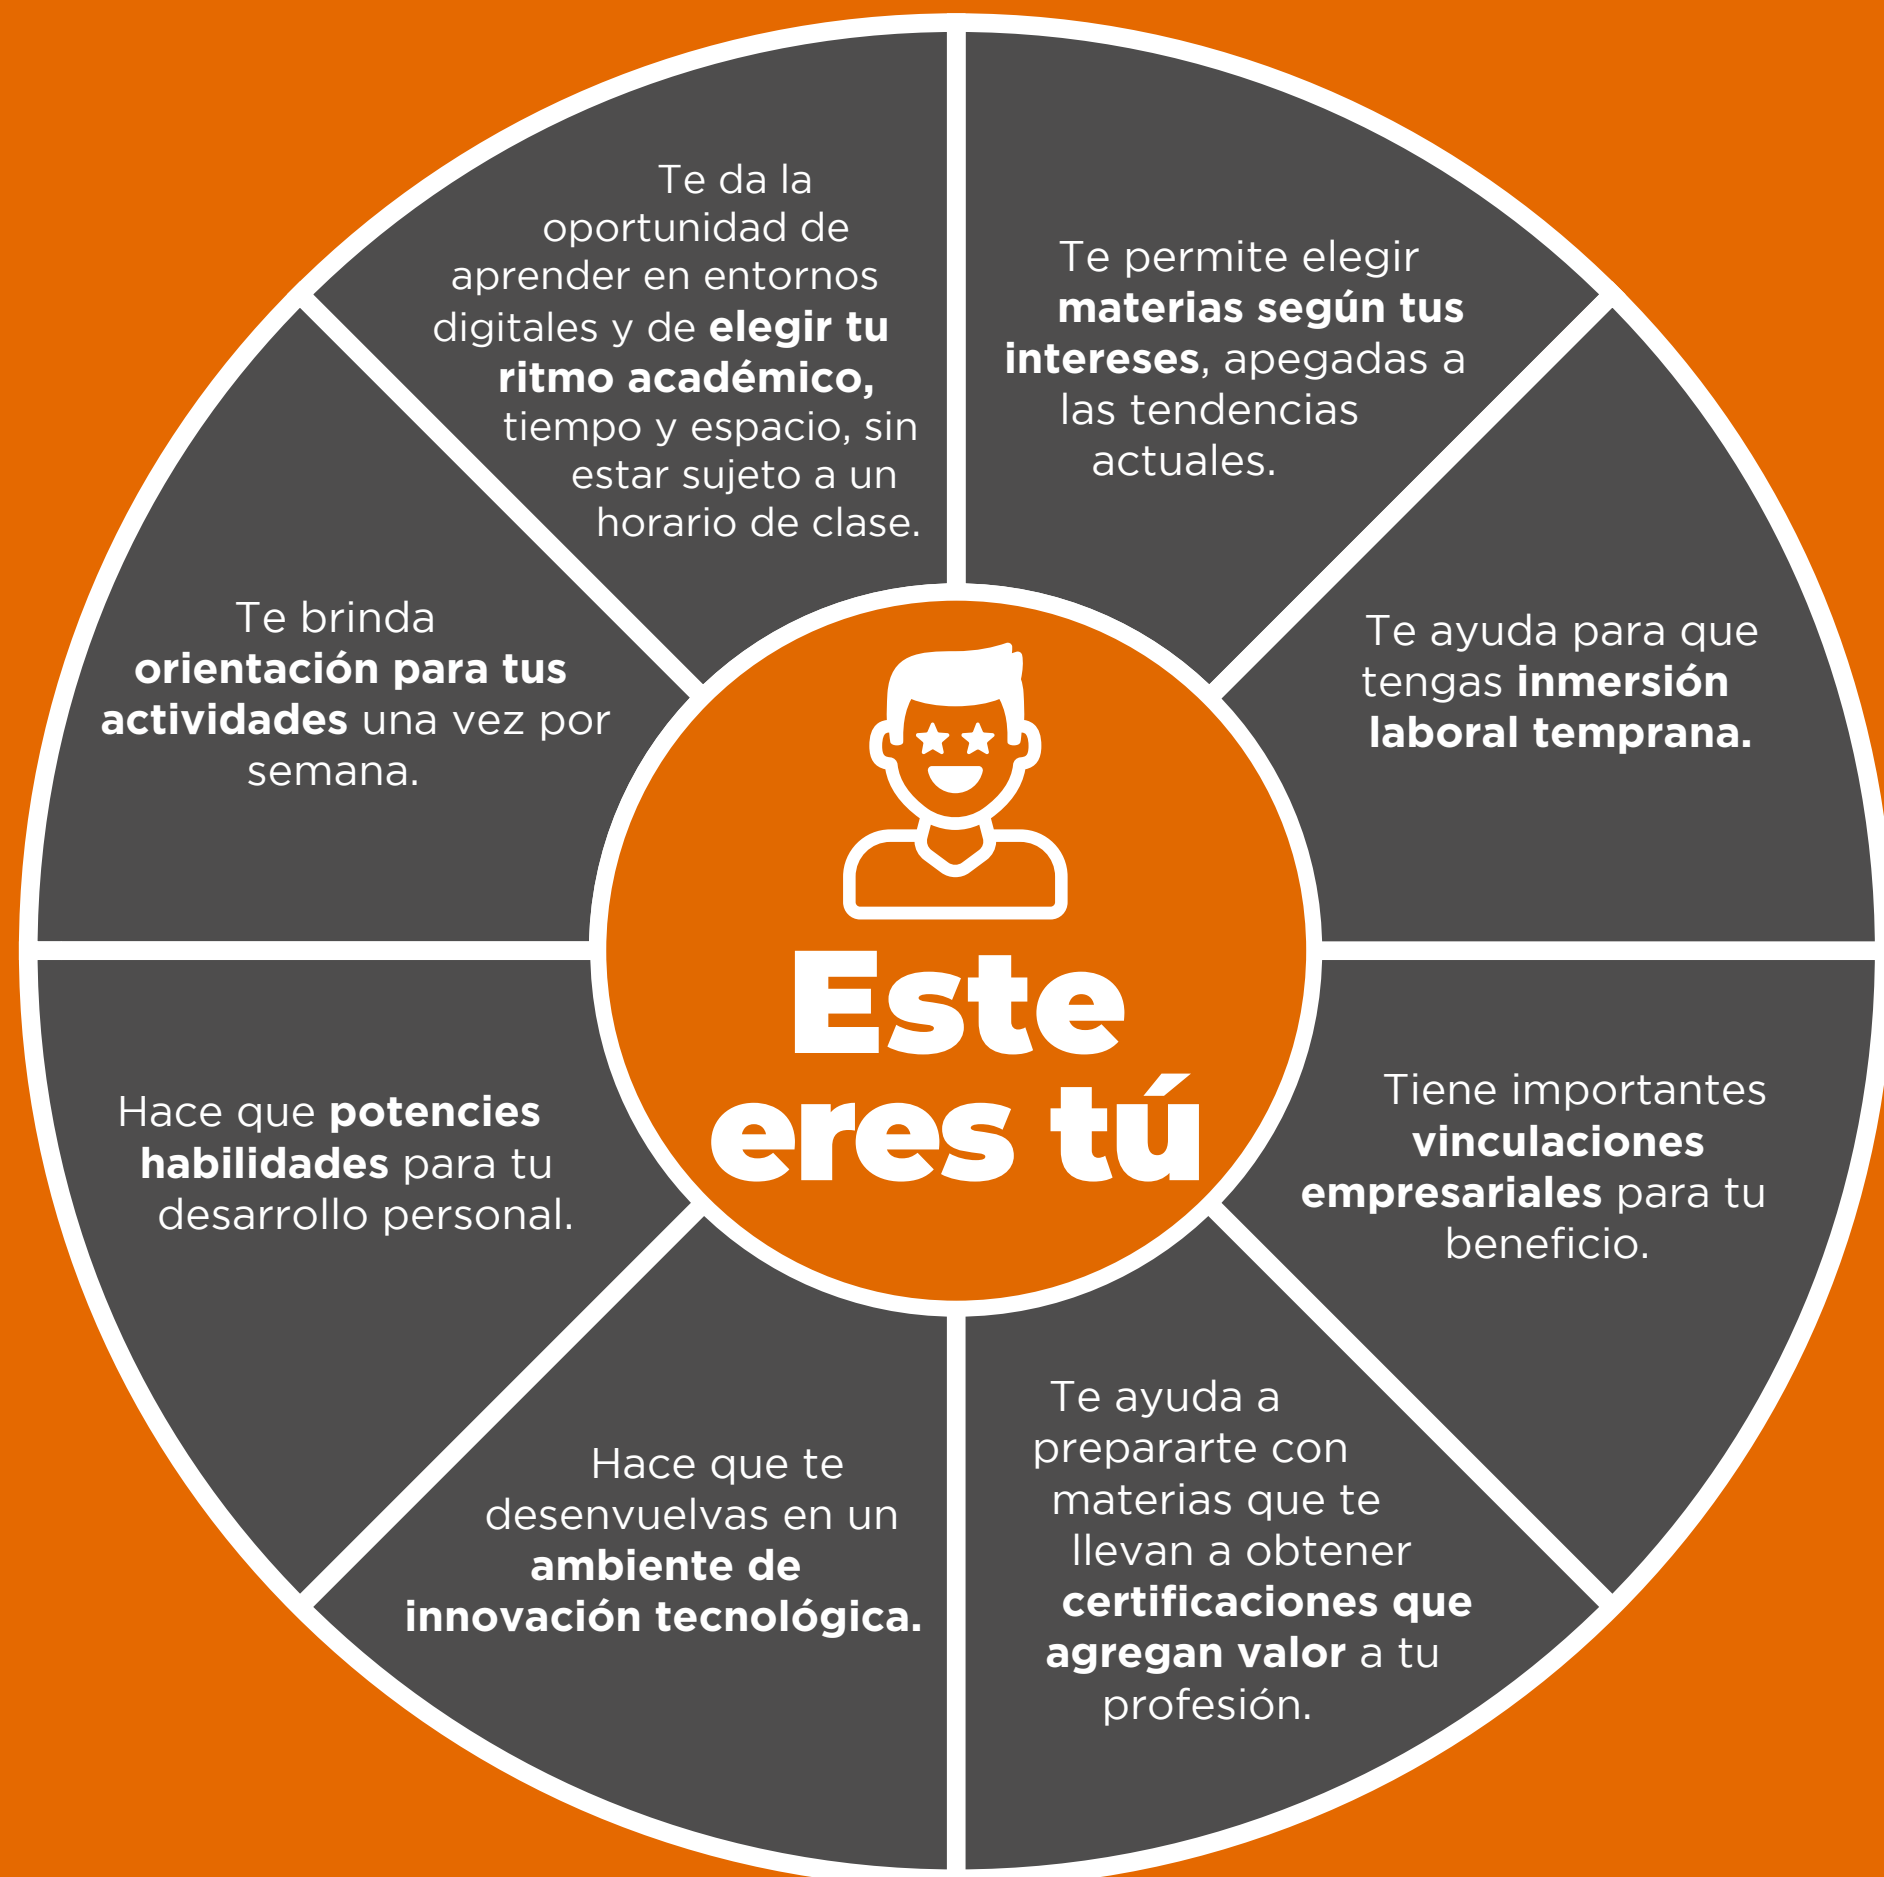 Te da la
oportunidad de
aprender en entornos
digitales y de elegir tu
ritmo académico,
tiempo y espacio, sin
estar sujeto a un
horario de clase.
Te permite elegir
materias según tus
intereses, apegadas a
las tendencias
actuales.
Te ayuda para que
tengas inmersión
laboral temprana.
Tiene importantes
vinculaciones
empresariales para tu
beneficio.
Te ayuda a
prepararte con
materias que te
llevan a obtener
certificaciones que
agregan valor a tu
profesión.
Hace que te
desenvuelvas en un
ambiente de
innovación tecnológica.
Hace que potencies
habilidades para tu
desarrollo personal.
Te brinda
orientación para tus
actividades una vez por
semana.
Este
eres tú